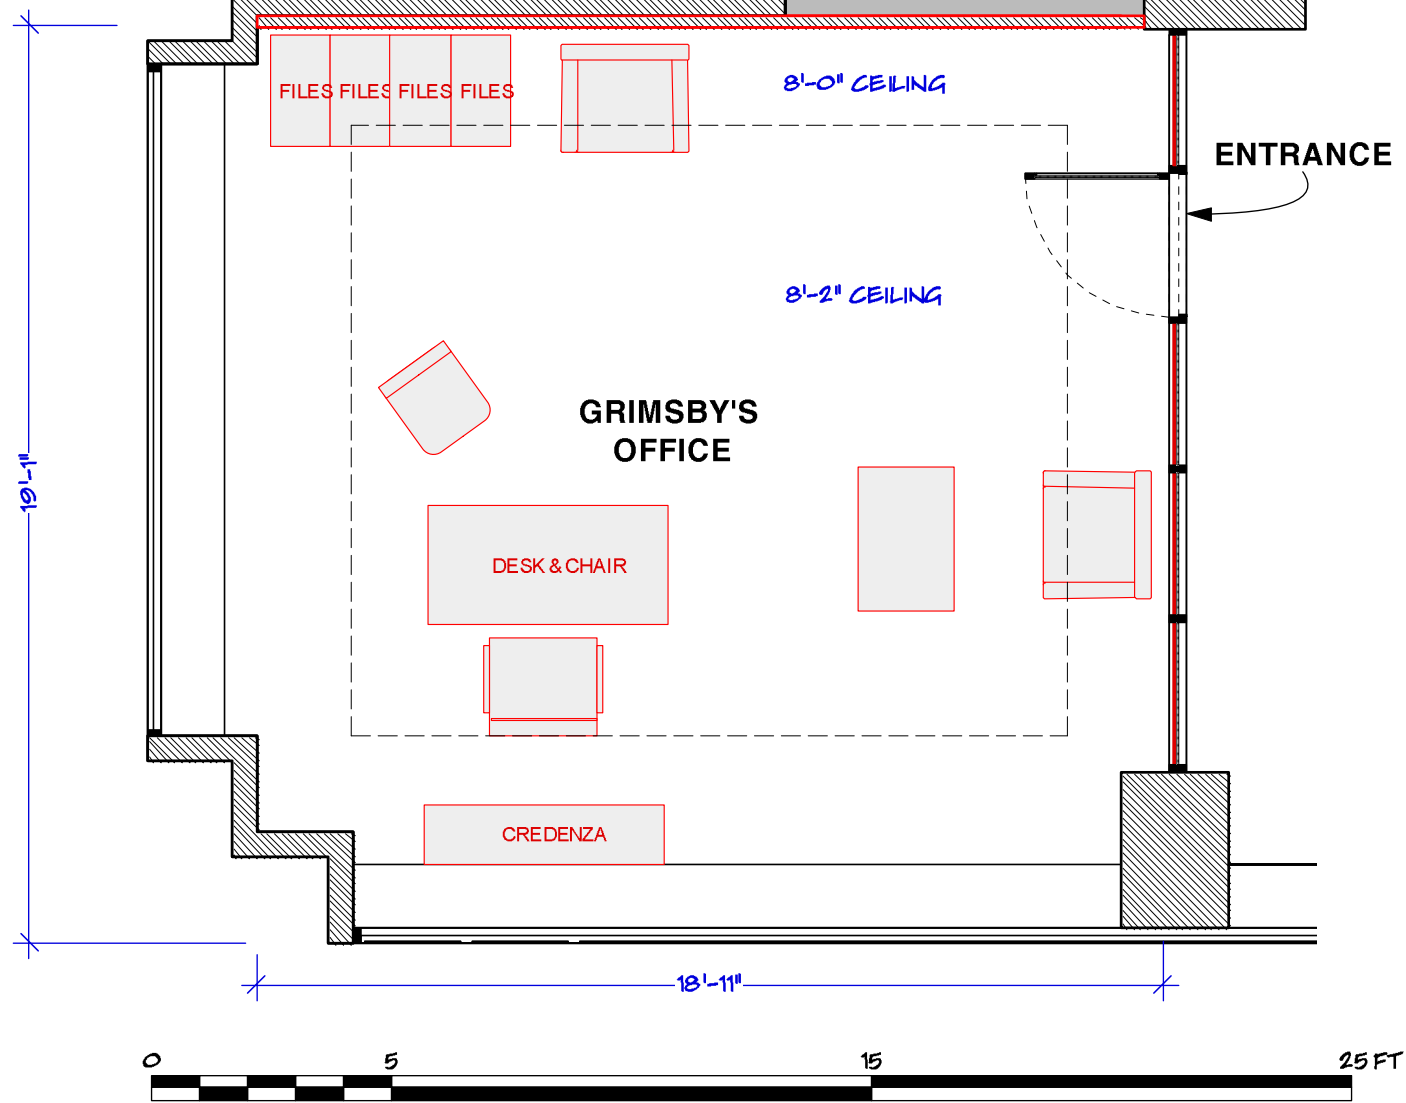 FILES FILES FILES FILES
8'-0" CEILING
ENTRANCE
8'-2" CEILING
GRIMSBY'S
OFFICE
19'-1"
DESK & CHAIR
CREDENZA
18'-11"
0 5 15 25 FT